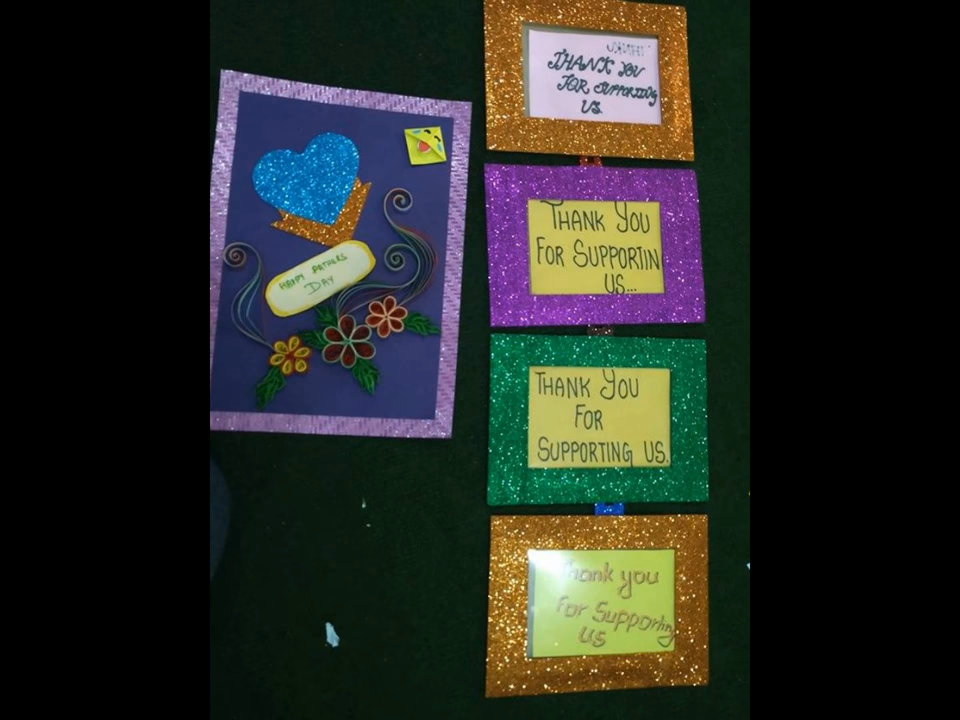 HAPPY FATHERS
DAY
THANK YOU
FOR SUPPORTING
US.
THANK YOU
FOR SUPPORTIN
US...
THANK YOU
FOR
SUPPORTING US.
Thank you
For Supporting
US